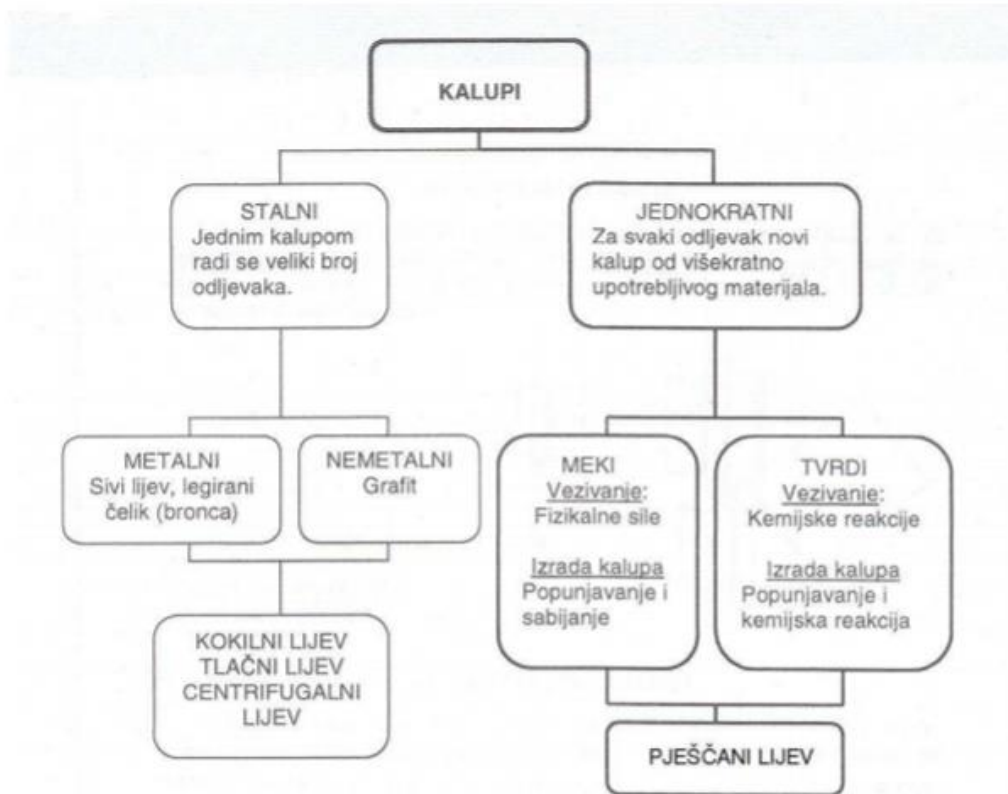 KALUPI
STALNI
Jednim kalupom
radi se veliki broj
odljevaka.
JEDNOKRATNI
Za svaki odljevak novi
kalup od višekratno
upotrebljivog materijala.
METALNI
Sivi lijev, legirani
čelik (bronca)
NEMETALNI
Grafit
MEKI
Vezivanje:
Fizikalne sile
Izrada kalupa
Popunjavanje i
sabijanje
TVRDI
Vezivanje:
Kemijske reakcije
Izrada kalupa
Popunjavanje i
kemijska reakcija
KOKILNI LIJEV
TLAČNI LIJEV
CENTRIFUGALNI
LIJEV
PJEŠČANI LIJEV